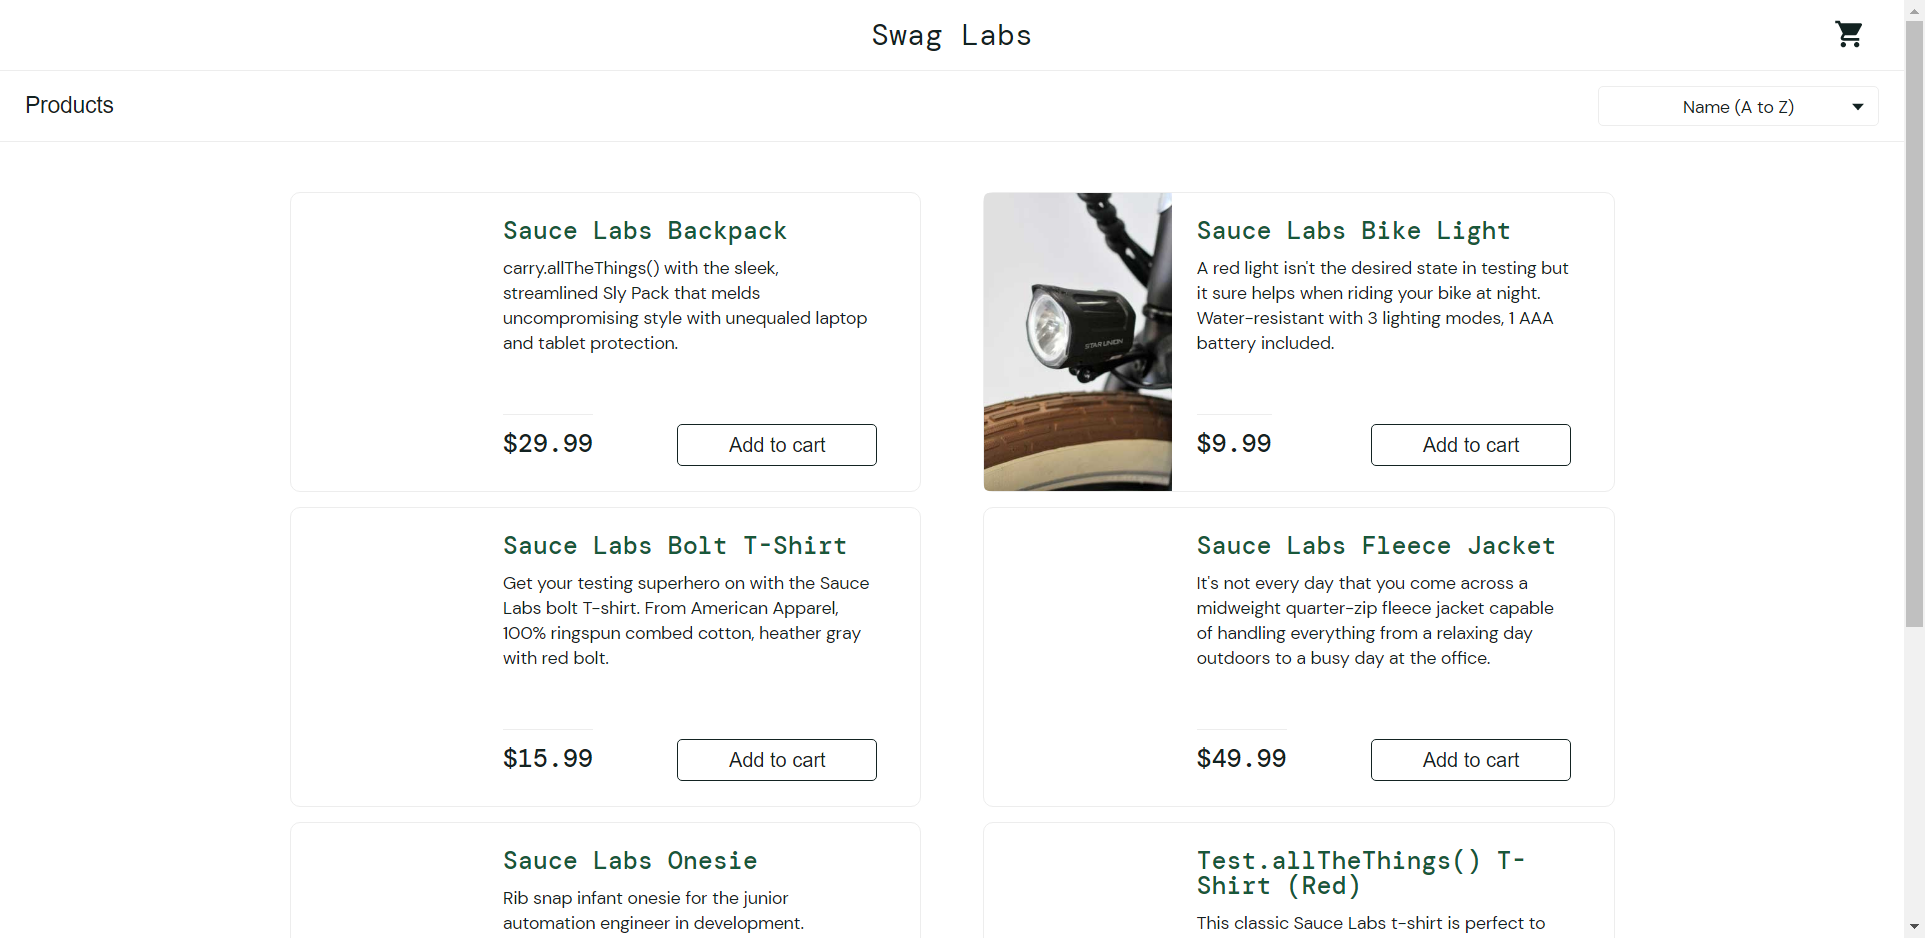 Swag Labs
Products
Name (A to Z)
Sauce Labs Backpack
carry.allTheThings() with the sleek,
streamlined Sly Pack that melds
uncompromising style with unequaled laptop
and tablet protection.
$29.99
Add to cart
STAR UNION
Sauce Labs Bike Light
A red light isn't the desired state in testing but
it sure helps when riding your bike at night.
Water-resistant with 3 lighting modes, 1 AAA
battery included.
$9.99
Add to cart
Sauce Labs Bolt T-Shirt
Get your testing superhero on with the Sauce
Labs bolt T-shirt. From American Apparel,
100% ringspun combed cotton, heather gray
with red bolt.
$15.99
Add to cart
Sauce Labs Fleece Jacket
It's not every day that you come across a
midweight quarter-zip fleece jacket capable
of handling everything from a relaxing day
outdoors to a busy day at the office.
$49.99
Add to cart
Sauce Labs Onesie
Rib snap infant onesie for the junior
automation engineer in development.
Test.allTheThings() T-
Shirt (Red)
This classic Sauce Labs t-shirt is perfect to